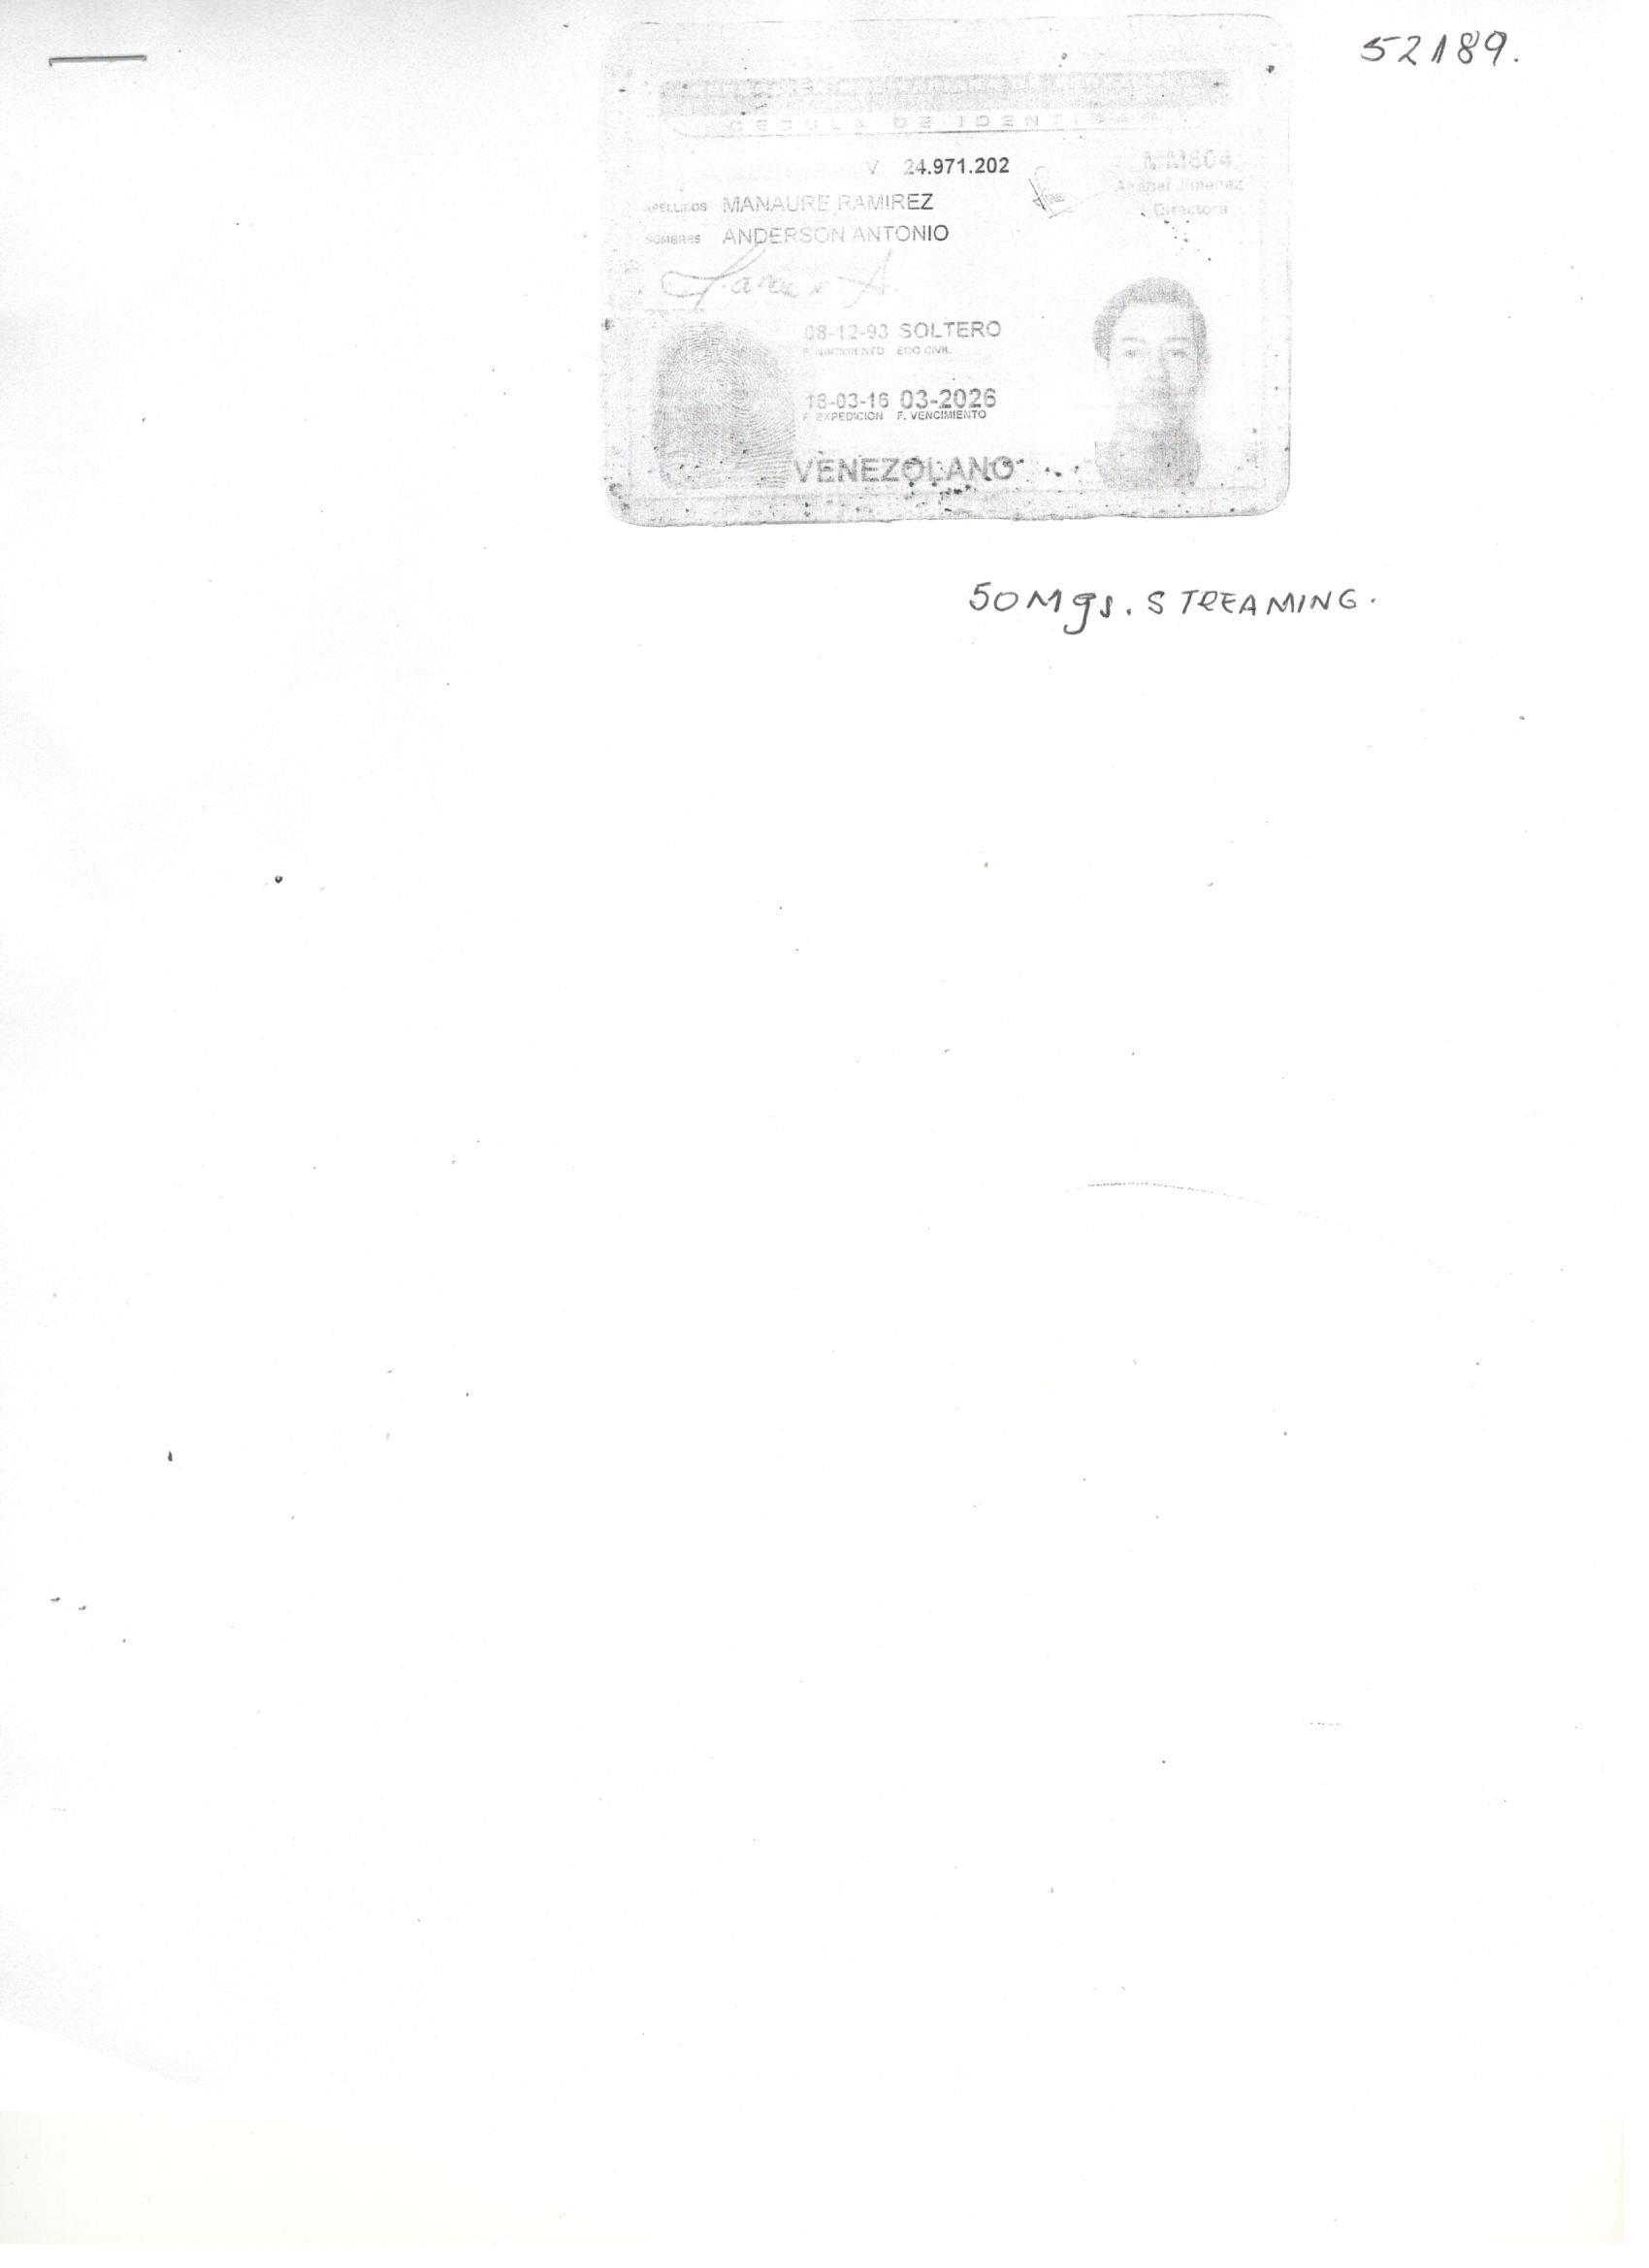 52189.
CEDULA DE IDENTIDAD
V 24.971.202
MM604
Anabel Jimenez
Directora
APELLIDOS MANAURE RAMIREZ
NOMBRES ANDERSON ANTONIO
08-12-93 SOLTERO
F. NACIMIENTO EDO CIVIL
18-03-16 03-2026
F. EXPEDICION F. VENCIMIENTO
VENEZOLANO
50Mgs. STREAMING.